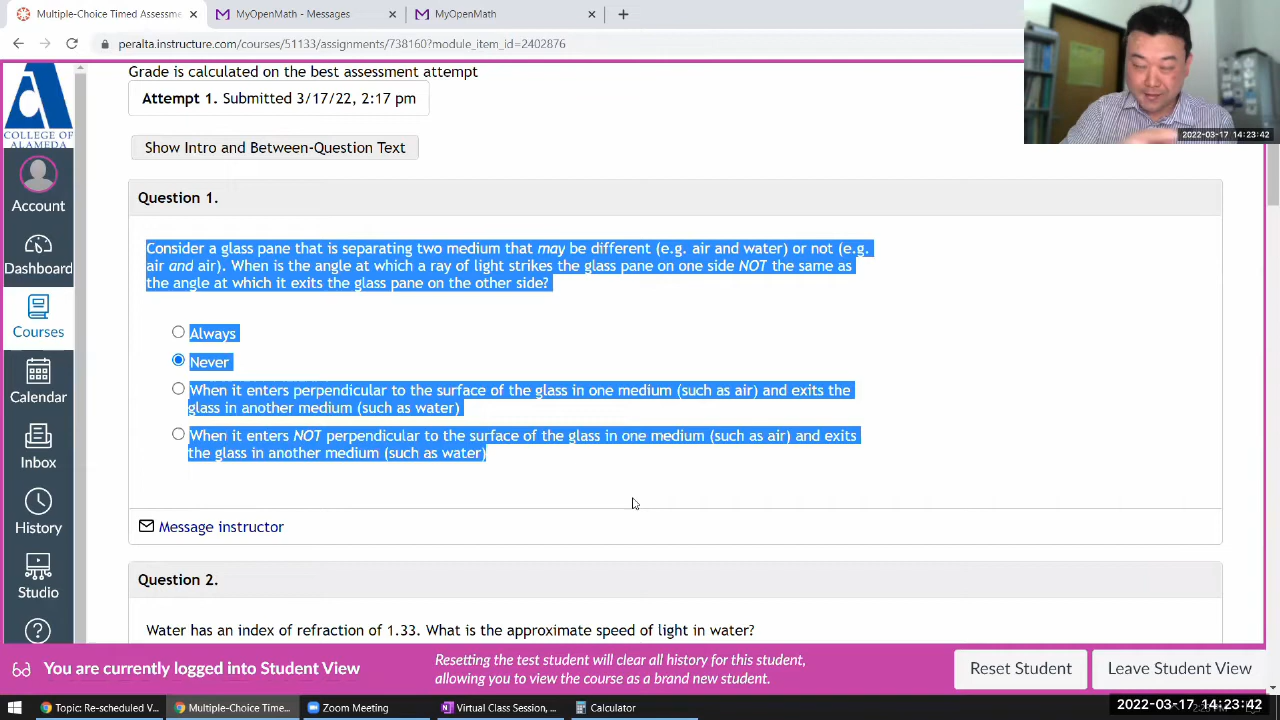 Multiple-Choice Timed Assessme
MyOpenMath - Messages
MyOpenMath
peralta.instructure.com/courses/51133/assignments/738160?module_item_id=2402876
2022-03-17 14:23:42
COLLEGE OF
ALAMEDA
Account
Dashboard
Courses
Calendar
Inbox
History
Studio
Grade is calculated on the best assessment attempt
Attempt 1. Submitted 3/17/22, 2:17 pm
Show Intro and Between-Question Text
Question 1.
Consider a glass pane that is separating two medium that may be different (e.g. air and water) or not (e.g.
air and air). When is the angle at which a ray of light strikes the glass pane on one side NOT the same as
the angle at which it exits the glass pane on the other side?
Always
Never
When it enters perpendicular to the surface of the glass in one medium (such as air) and exits the
glass in another medium (such as water)
When it enters NOT perpendicular to the surface of the glass in one medium (such as air) and exits
the glass in another medium (such as water)
Message instructor
Question 2.
Water has an index of refraction of 1.33. What is the approximate speed of light in water?
You are currently logged into Student View
Resetting the test student will clear all history for this student,
allowing you to view the course as a brand new student.
Reset Student
Leave Student View
Topic: Re-scheduled V...
Multiple-Choice Time...
Zoom Meeting
Virtual Class Session, ...
Calculator
2022-03-17 14:23:42